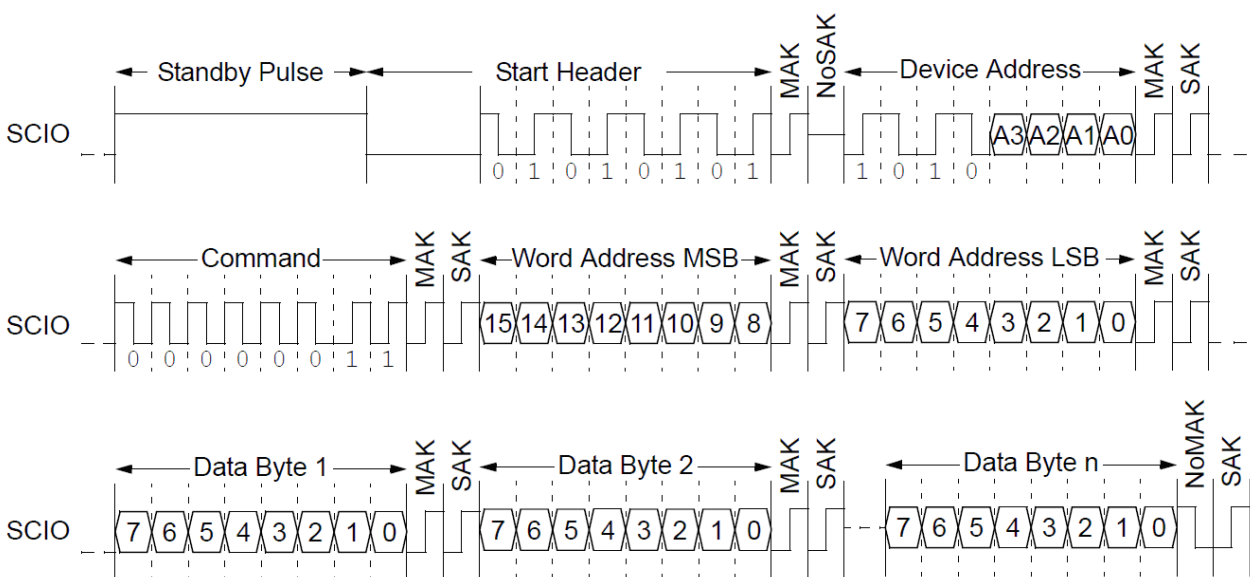 Standby Pulse Start Header MAK NoSAK Device Address MAK SAK
SCIO A3 A2 A1 A0
0 1 0 1 0 1 0 1 1 0 1 0
Command MAK SAK Word Address MSB MAK SAK Word Address LSB MAK SAK
SCIO 15 14 13 12 11 10 9 8 7 6 5 4 3 2 1 0
0 0 0 0 0 0 1 1
Data Byte 1 MAK SAK Data Byte 2 MAK SAK Data Byte n NoMAK SAK
SCIO 7 6 5 4 3 2 1 0 7 6 5 4 3 2 1 0 7 6 5 4 3 2 1 0